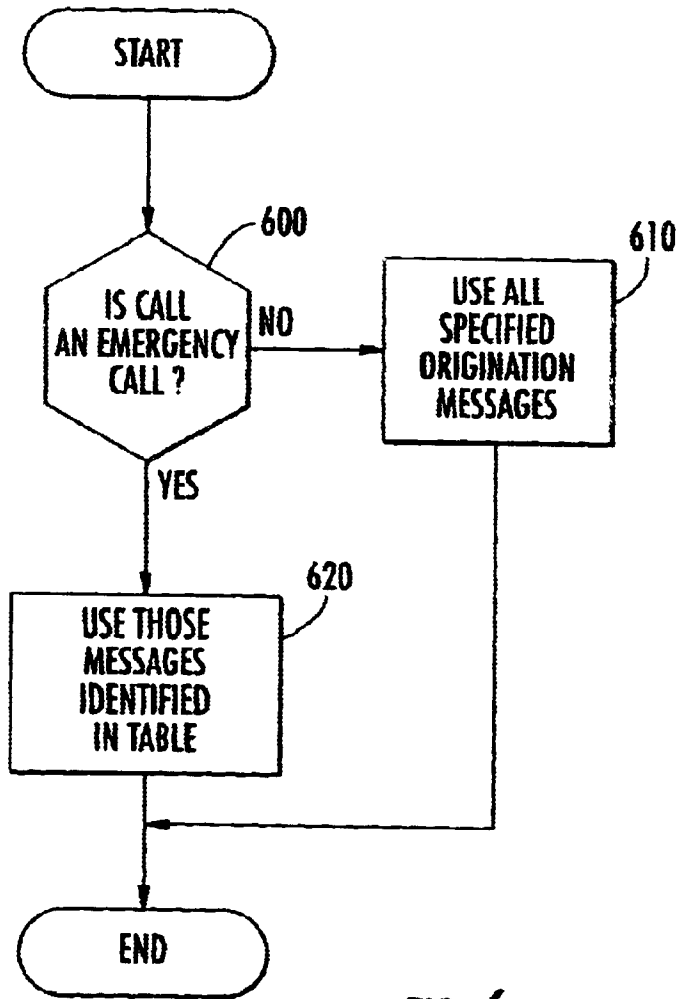 START
600
IS CALL
AN EMERGENCY
CALL ?
NO
610
USE ALL
SPECIFIED
ORIGINATION
MESSAGES
YES
620
USE THOSE
MESSAGES
IDENTIFIED
IN TABLE
END